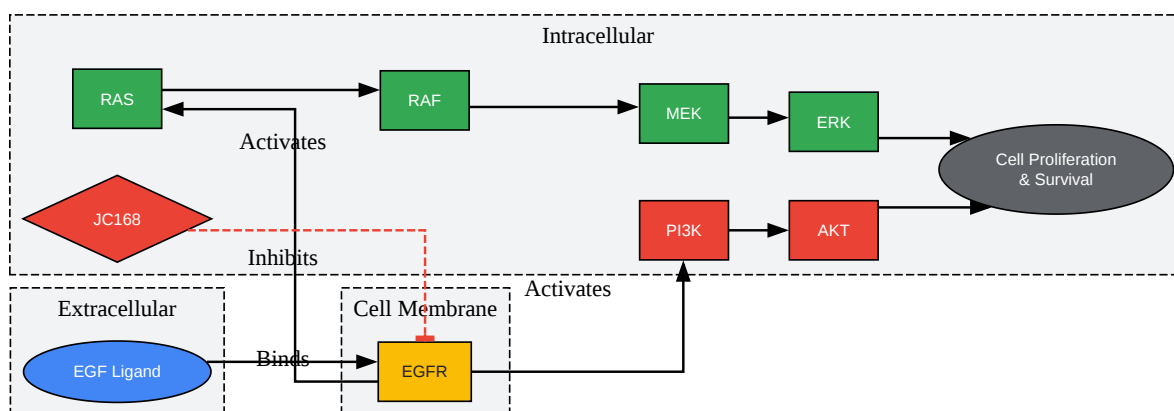 Intracellular
RAS
RAF
MEK
ERK
Activates
Cell Proliferation
& Survival
JC168
PI3K
AKT
Inhibits
Activates
Extracellular
Cell Membrane
EGF Ligand
Binds
EGFR